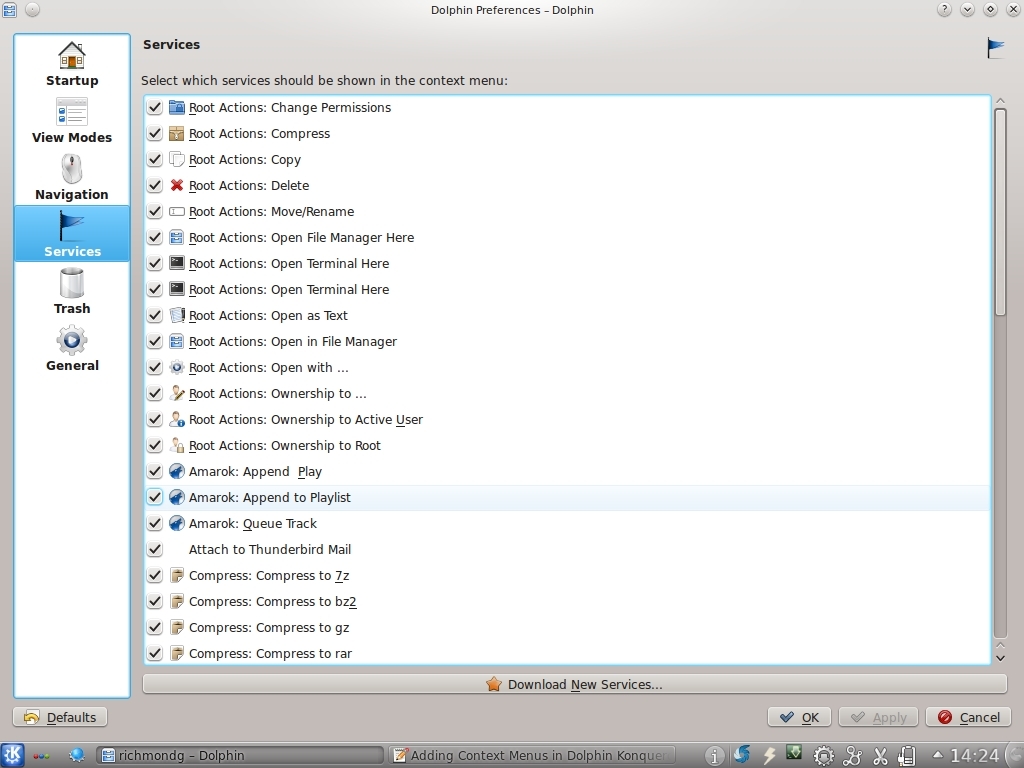 Dolphin Preferences – Dolphin
Startup
View Modes
Navigation
Services
Trash
General
Services
Select which services should be shown in the context menu:
Root Actions: Change Permissions
Root Actions: Compress
Root Actions: Copy
Root Actions: Delete
Root Actions: Move/Rename
Root Actions: Open File Manager Here
Root Actions: Open Terminal Here
Root Actions: Open Terminal Here
Root Actions: Open as Text
Root Actions: Open in File Manager
Root Actions: Open with ...
Root Actions: Ownership to ...
Root Actions: Ownership to Active User
Root Actions: Ownership to Root
Amarok: Append  Play
Amarok: Append to Playlist
Amarok: Queue Track
Attach to Thunderbird Mail
Compress: Compress to 7z
Compress: Compress to bz2
Compress: Compress to gz
Compress: Compress to rar
Download New Services...
Defaults
OK
Apply
Cancel
richmondg – Dolphin
Adding Context Menus in Dolphin Konquer
14:24